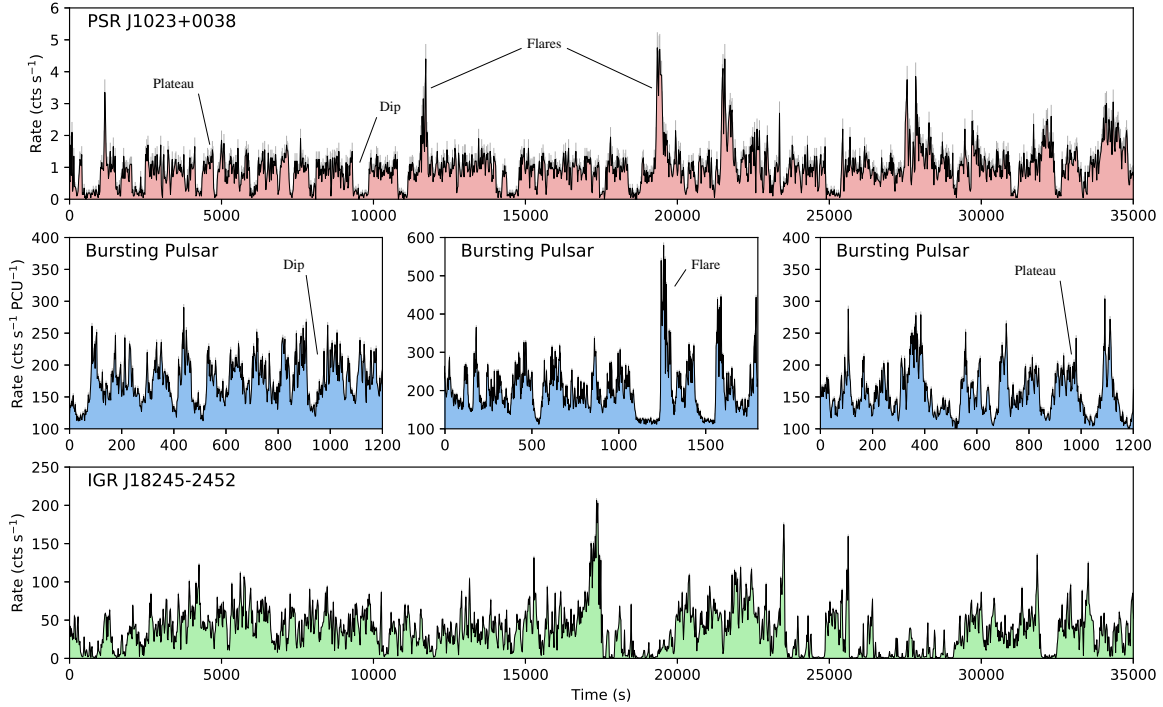 PSR J1023+0038
Rate (cts s⁻¹)
6
5
4
3
2
1
0
Plateau
Dip
Flares
0 5000 10000 15000 20000 25000 30000 35000
Bursting Pulsar
Rate (cts s⁻¹ PCU⁻¹)
400
350
300
250
200
150
100
Dip
0 200 400 600 800 1000 1200
Bursting Pulsar
600
500
400
300
200
100
Flare
0 500 1000 1500
Bursting Pulsar
400
350
300
250
200
150
100
Plateau
0 200 400 600 800 1000 1200
IGR J18245-2452
Rate (cts s⁻¹)
250
200
150
100
50
0
0 5000 10000 15000 20000 25000 30000 35000
Time (s)